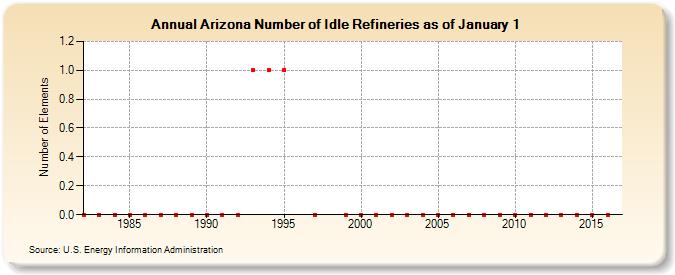 Annual Arizona Number of Idle Refineries as of January 1
Number of Elements
1.2
1.0
0.8
0.6
0.4
0.2
0.0
1985 1990 1995 2000 2005 2010 2015
Source: U.S. Energy Information Administration